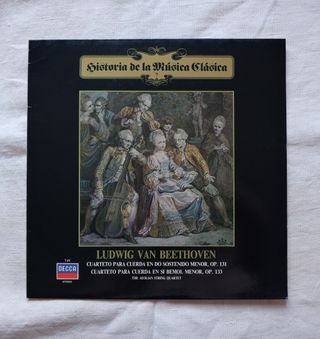 Historia de la Música Clásica
LUDWIG VAN BEETHOVEN
CUARTETO PARA CUERDA EN DO SOSTENIDO MENOR, OP. 131
CUARTETO PARA CUERDA EN SI BEMOL MENOR, OP. 133
THE AEOLIAN STRING QUARTET
DECCA
STEREO